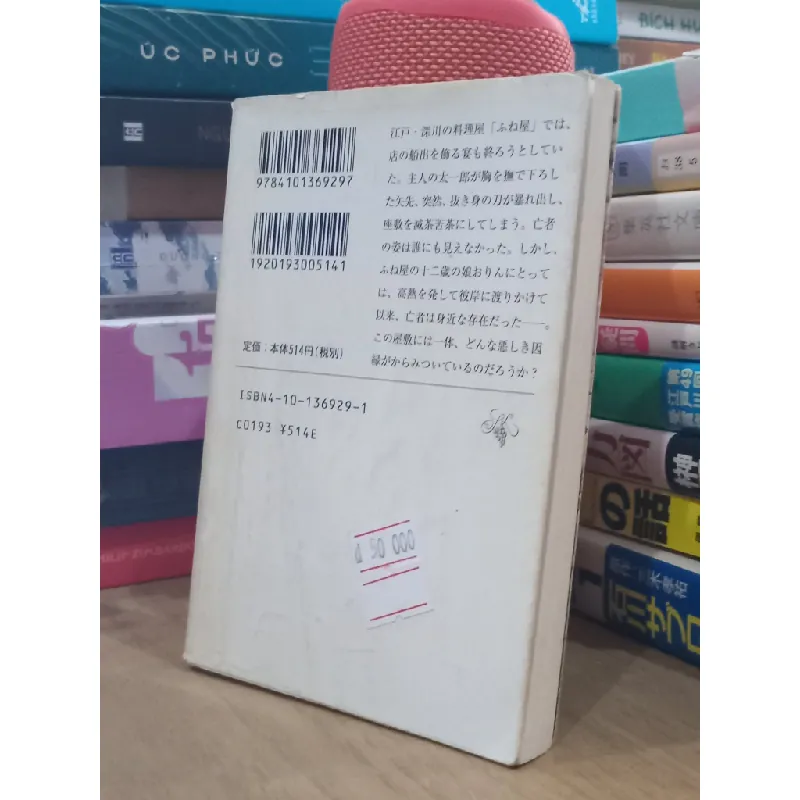 ÚC PHÚC
9784101369297
1920193005141
江戸・深川の料理屋「ふね屋」では、
店の船出を飾る宴も終ろうとしてい
た。主人の太一郎が胸を撫で下ろし
た矢先、突然、抜き身の刀が暴れ出し、
座敷を滅茶苦茶にしてしまう。亡者
の姿は誰にも見えなかった。しかし、
ふね屋の十二歳の娘おりんにとって
は、高熱を発して彼岸に渡りかけて
以来、亡者は身近な存在だった――。
この屋敷には一体、どんな悪しき因
縁がからみついているのだろうか？
定価：本体514円（税別）
ISBN4-10-136929-1
C0193 ¥514E
đ 50 000
の話